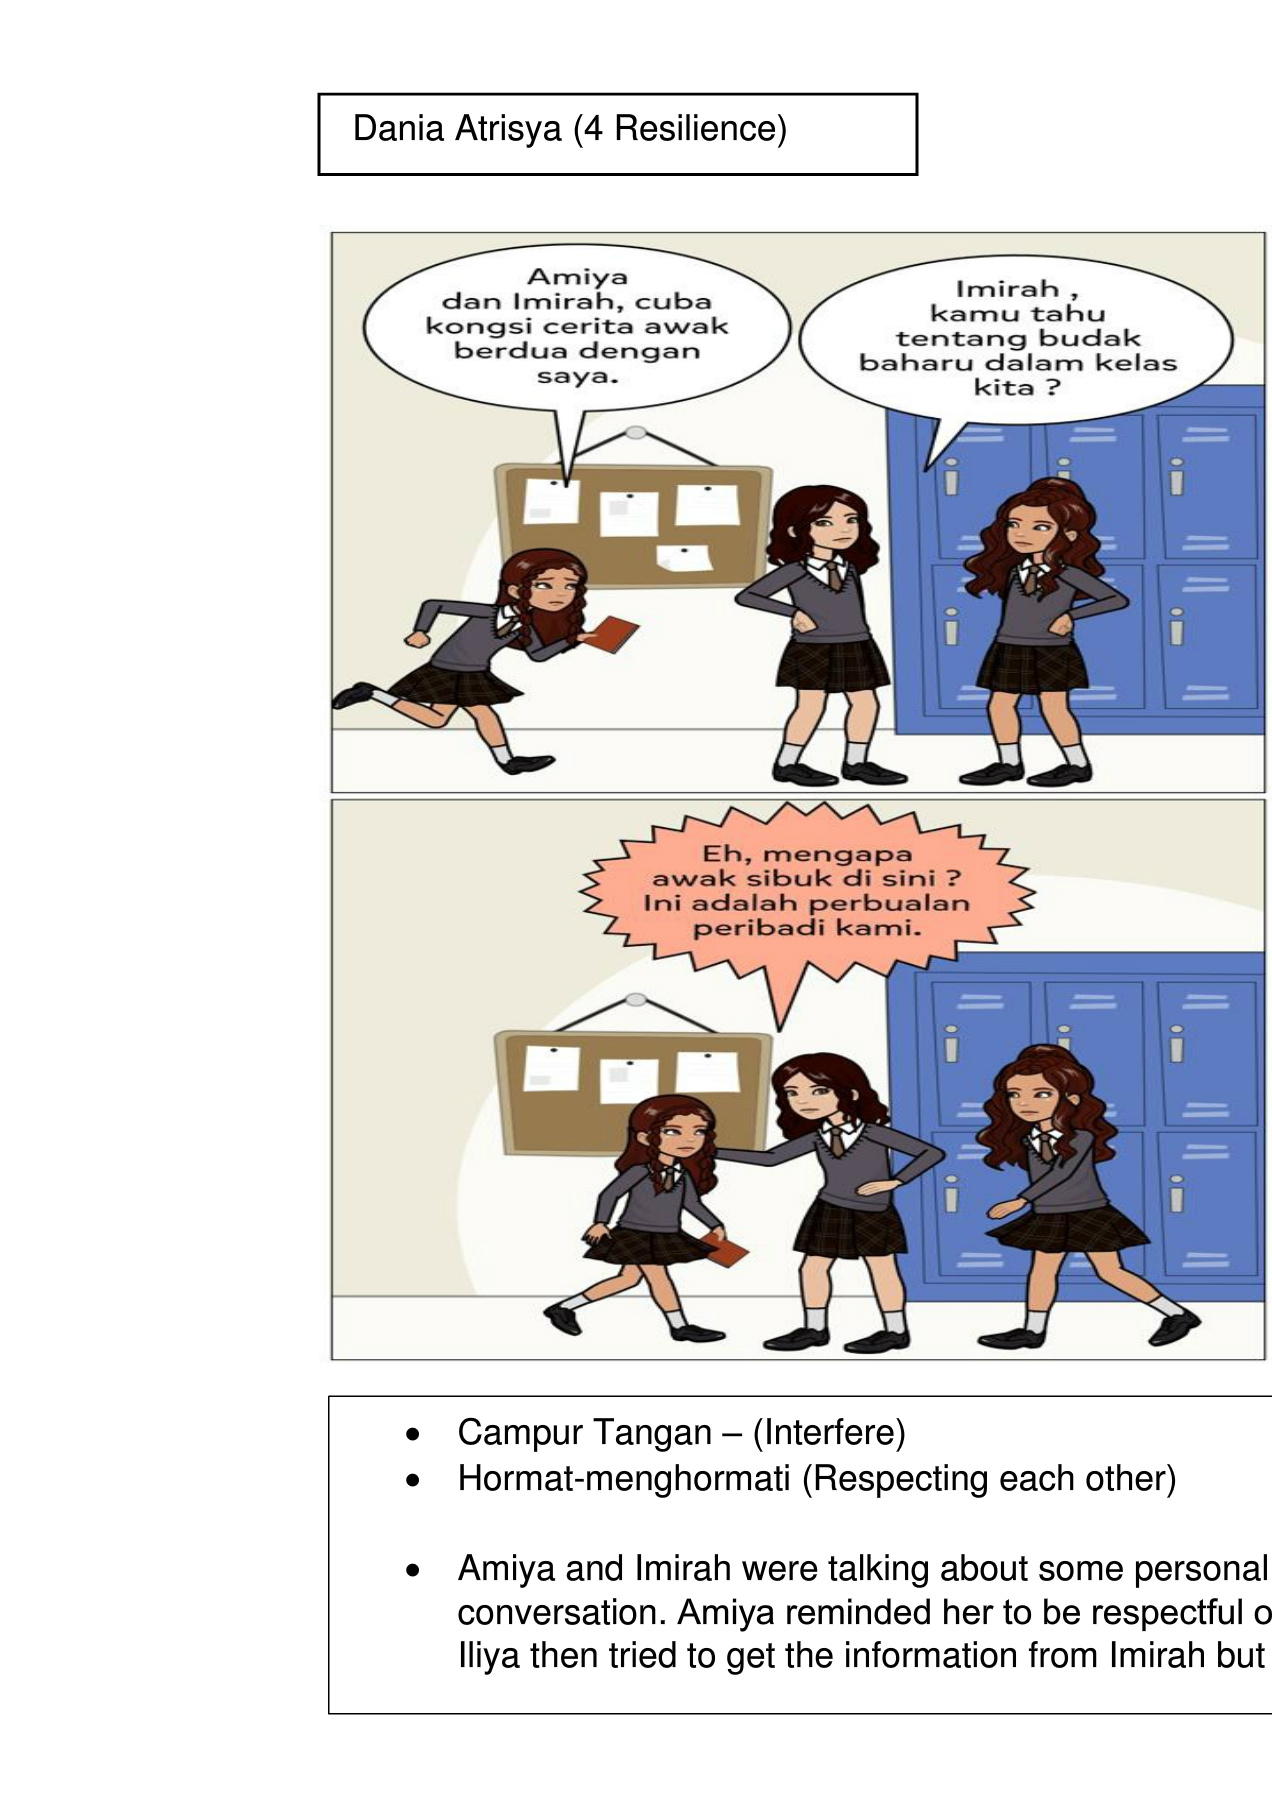 Dania Atrisya (4 Resilience)
Amiya
dan Imirah, cuba
kongsi cerita awak
berdua dengan
saya.
Imirah ,
kamu tahu
tentang budak
baharu dalam kelas
kita ?
Eh, mengapa
awak sibuk di sini ?
Ini adalah perbualan
peribadi kami.
• Campur Tangan – (Interfere)
• Hormat-menghormati (Respecting each other)
• Amiya and Imirah were talking about some personal
conversation. Amiya reminded her to be respectful o
Iliya then tried to get the information from Imirah but